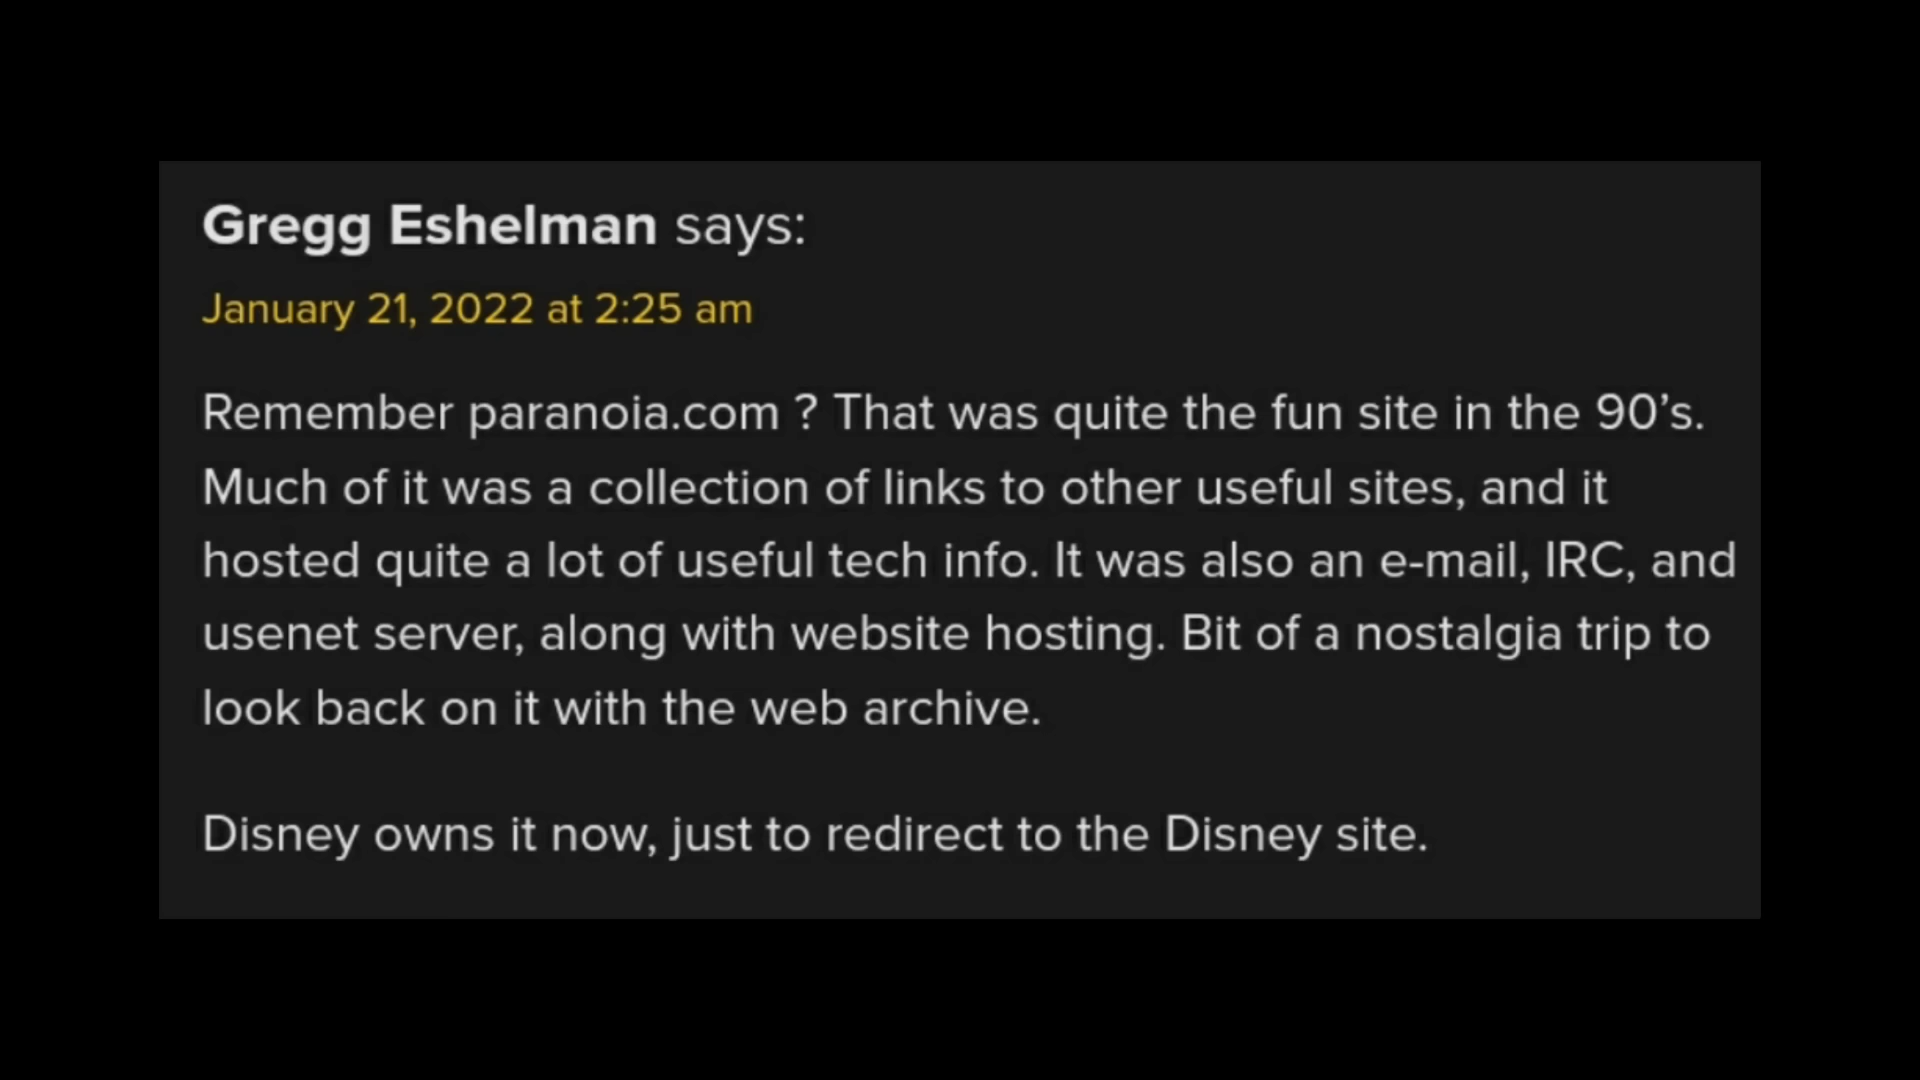 Gregg Eshelman says:
January 21, 2022 at 2:25 am
Remember paranoia.com ? That was quite the fun site in the 90’s.
Much of it was a collection of links to other useful sites, and it
hosted quite a lot of useful tech info. It was also an e-mail, IRC, and
usenet server, along with website hosting. Bit of a nostalgia trip to
look back on it with the web archive.
Disney owns it now, just to redirect to the Disney site.